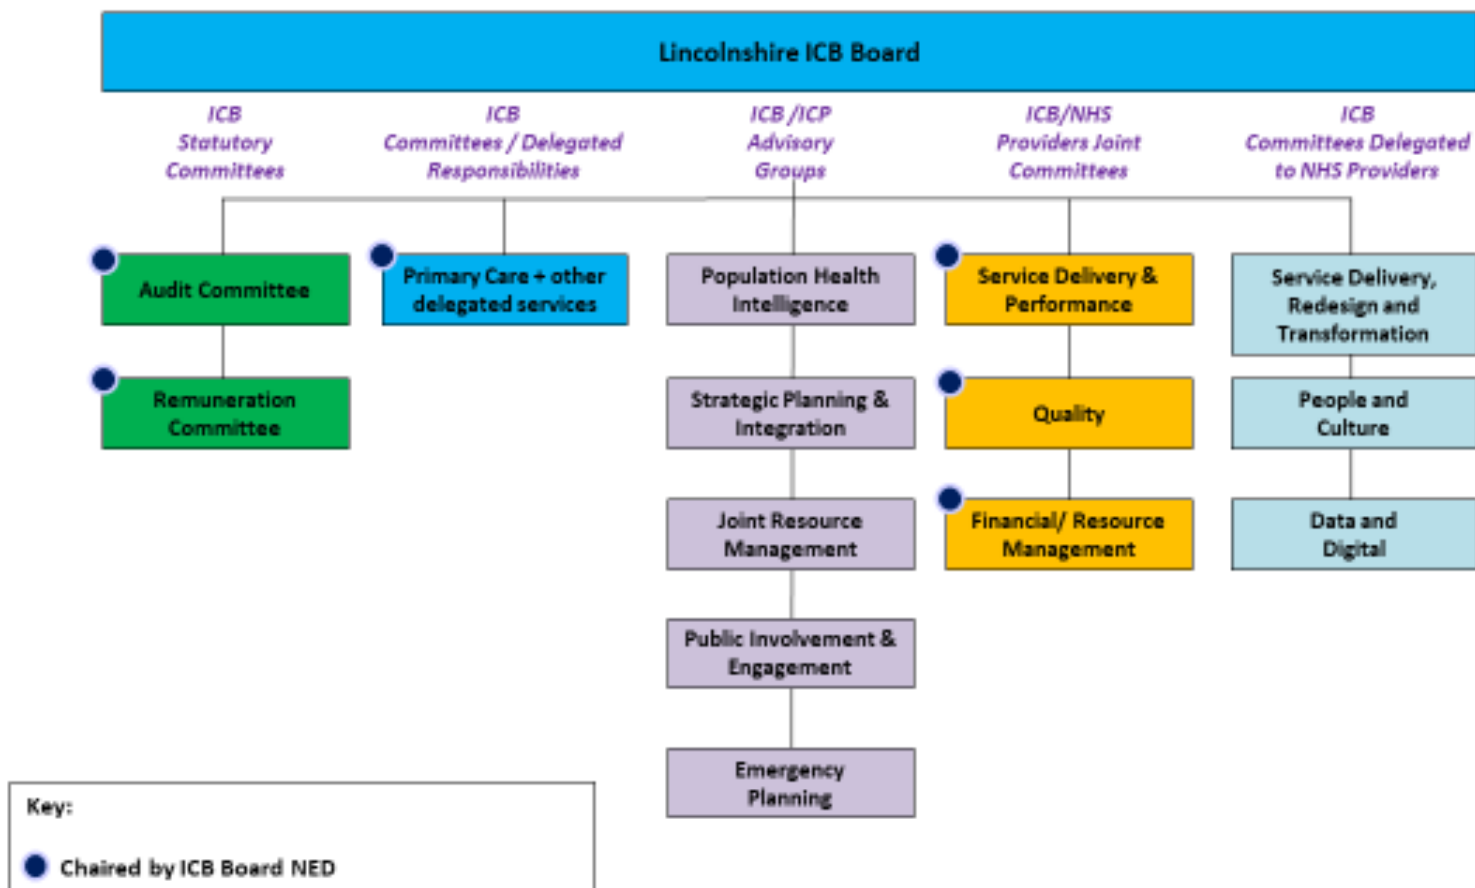 Lincolnshire ICB Board
ICB
Statutory
Committees
ICB
Committees / Delegated
Responsibilities
ICB /ICP
Advisory
Groups
ICB/NHS
Providers Joint
Committees
ICB
Committees Delegated
to NHS Providers
Audit Committee
Remuneration
Committee
Primary Care + other
delegated services
Population Health
Intelligence
Strategic Planning &
Integration
Joint Resource
Management
Public Involvement &
Engagement
Emergency
Planning
Service Delivery &
Performance
Quality
Financial/ Resource
Management
Service Delivery,
Redesign and
Transformation
People and
Culture
Data and
Digital
Key:
Chaired by ICB Board NED